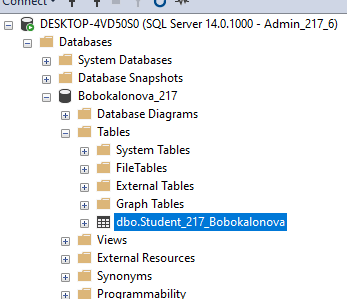 Connect
DESKTOP-4VD50S0 (SQL Server 14.0.1000 - Admin_217_6)
Databases
System Databases
Database Snapshots
Bobokalonova_217
Database Diagrams
Tables
System Tables
FileTables
External Tables
Graph Tables
dbo.Student_217_Bobokalonova
Views
External Resources
Synonyms
Programmability